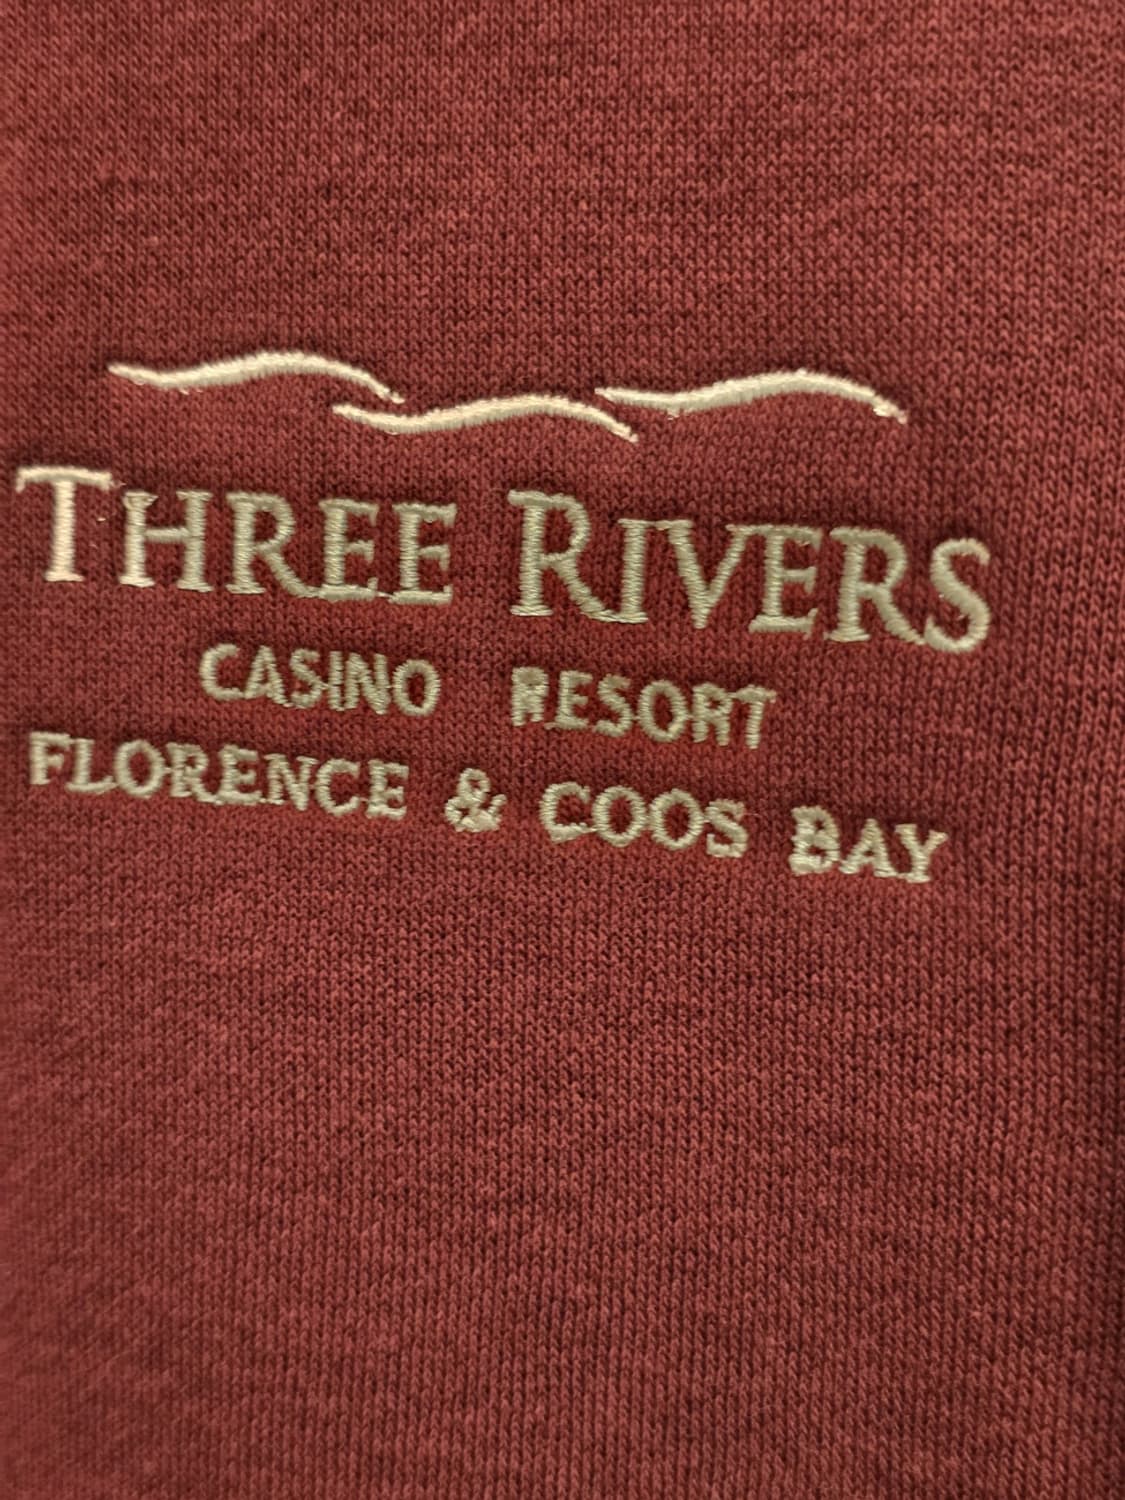 THREE RIVERS
CASINO RESORT
FLORENCE & COOS BAY